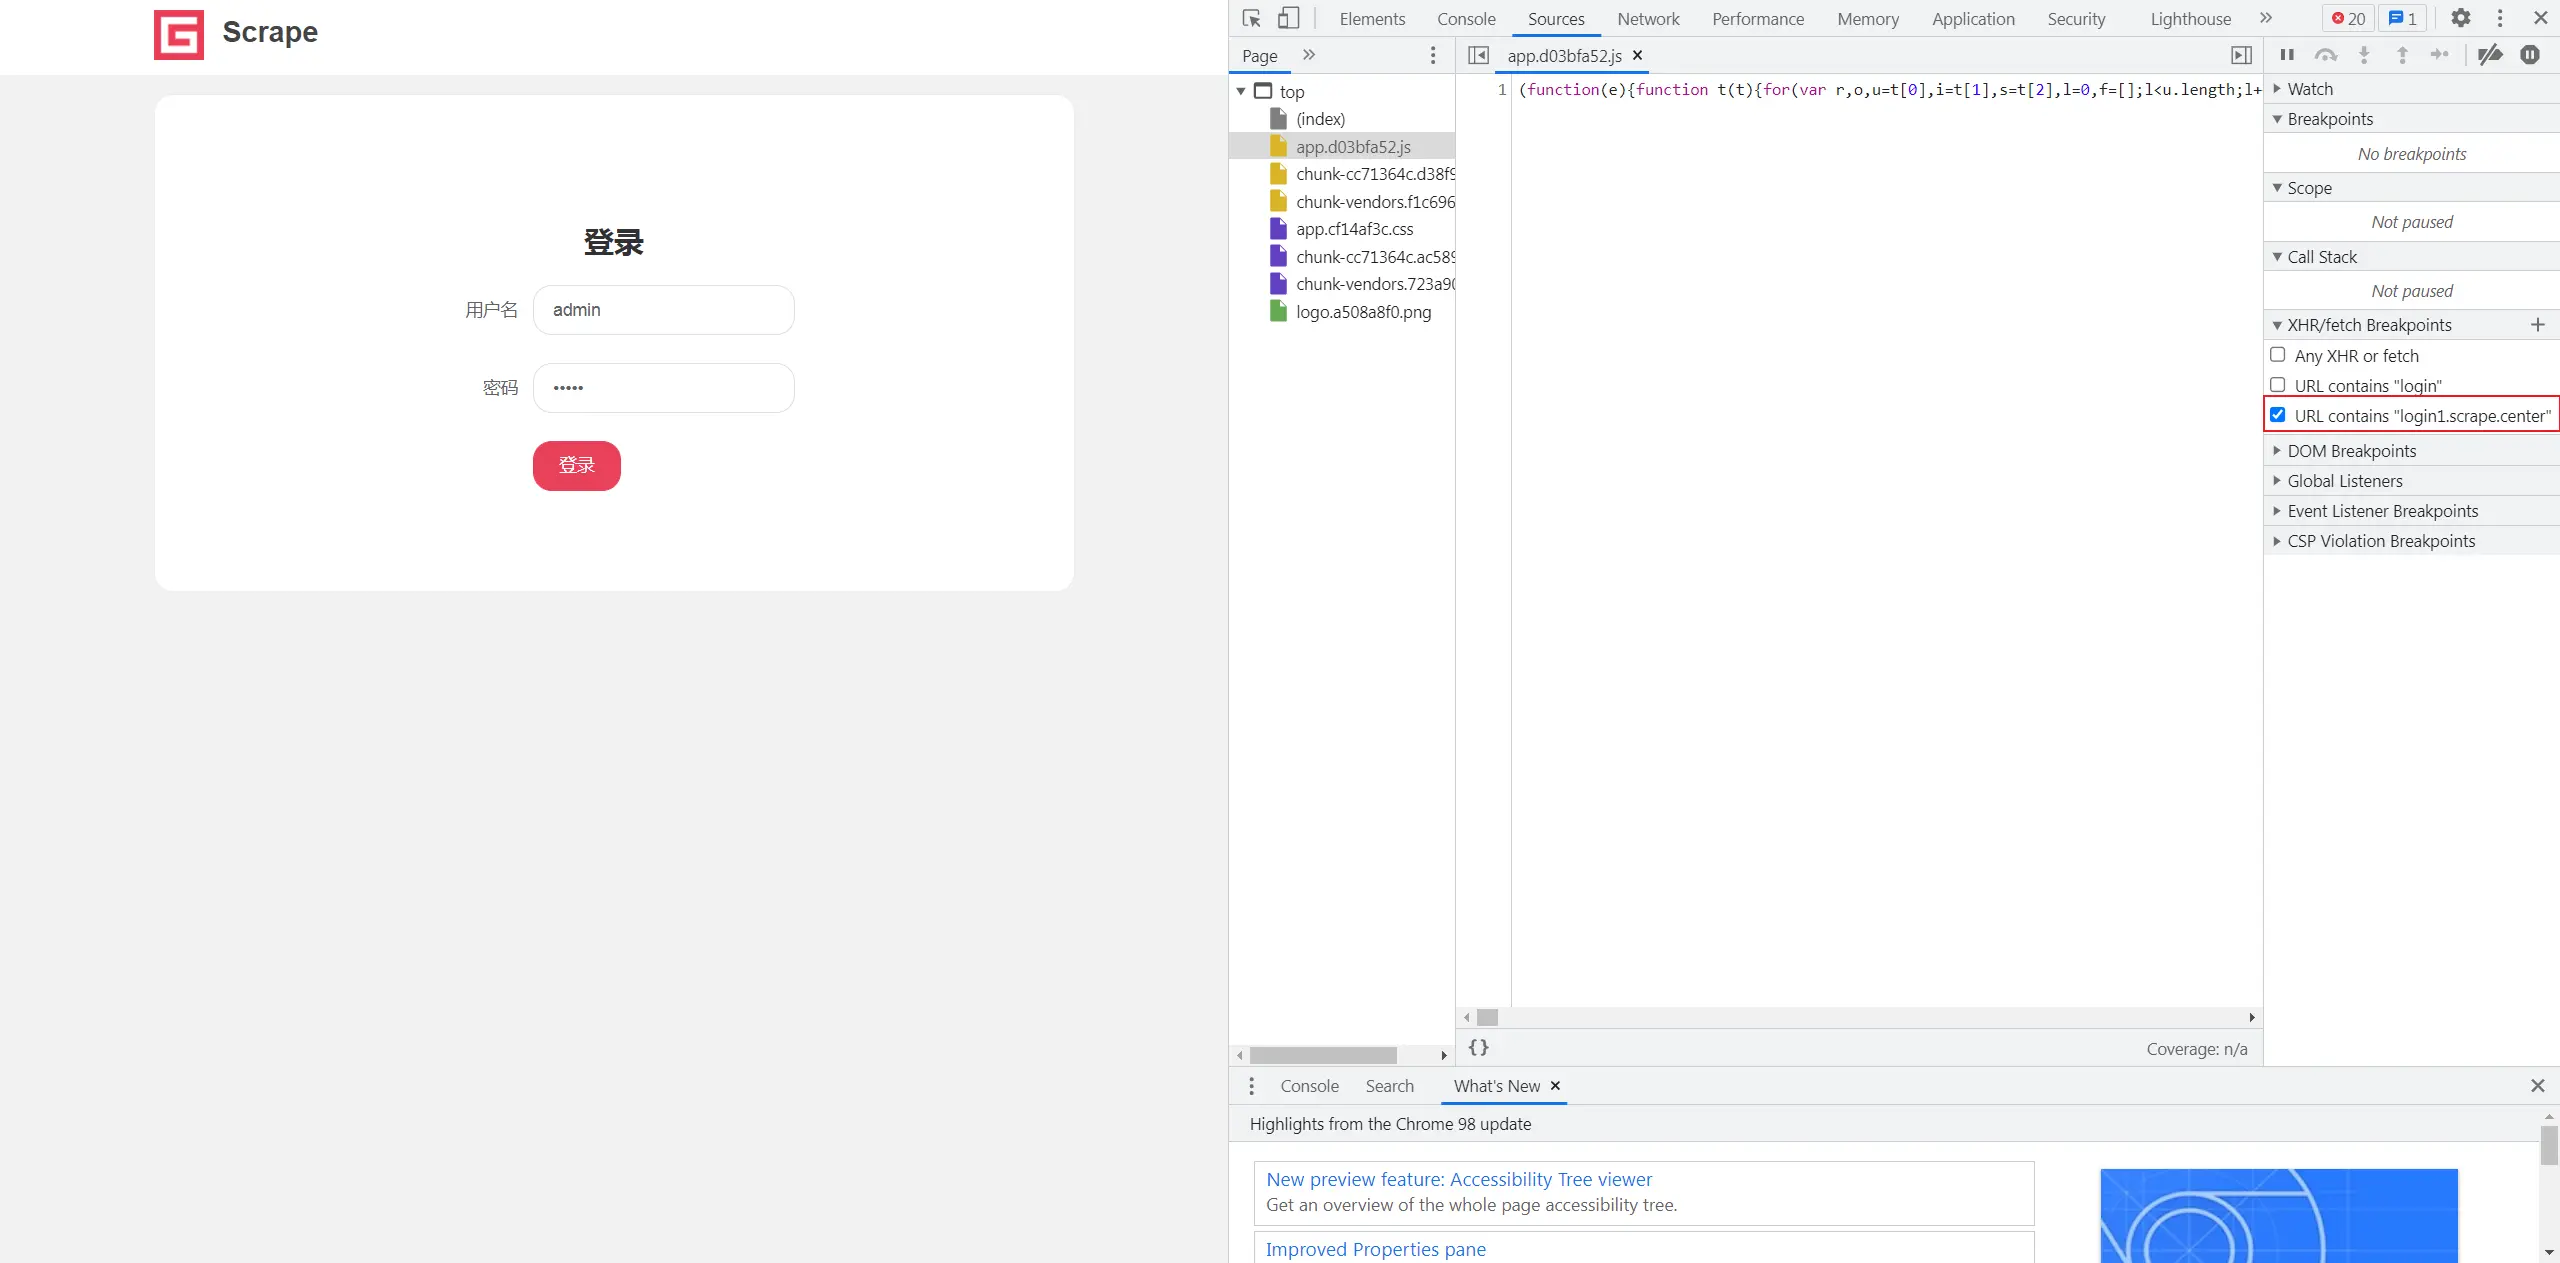 Scrape
登录
用户名 admin
密码 •••••
登录
Elements Console Sources Network Performance Memory Application Security Lighthouse » 20 1
Page »
app.d03bfa52.js ×
top
(index)
app.d03bfa52.js
chunk-cc71364c.d38f9
chunk-vendors.f1c696
app.cf14af3c.css
chunk-cc71364c.ac589
chunk-vendors.723a90
logo.a508a8f0.png
1 (function(e){function t(t){for(var r,o,u=t[0],i=t[1],s=t[2],l=0,f=[];l<u.length;l+
Watch
Breakpoints
No breakpoints
Scope
Not paused
Call Stack
Not paused
XHR/fetch Breakpoints +
Any XHR or fetch
URL contains "login"
URL contains "login1.scrape.center"
DOM Breakpoints
Global Listeners
Event Listener Breakpoints
CSP Violation Breakpoints
{} Coverage: n/a
Console Search What's New ×
Highlights from the Chrome 98 update
New preview feature: Accessibility Tree viewer
Get an overview of the whole page accessibility tree.
Improved Properties pane